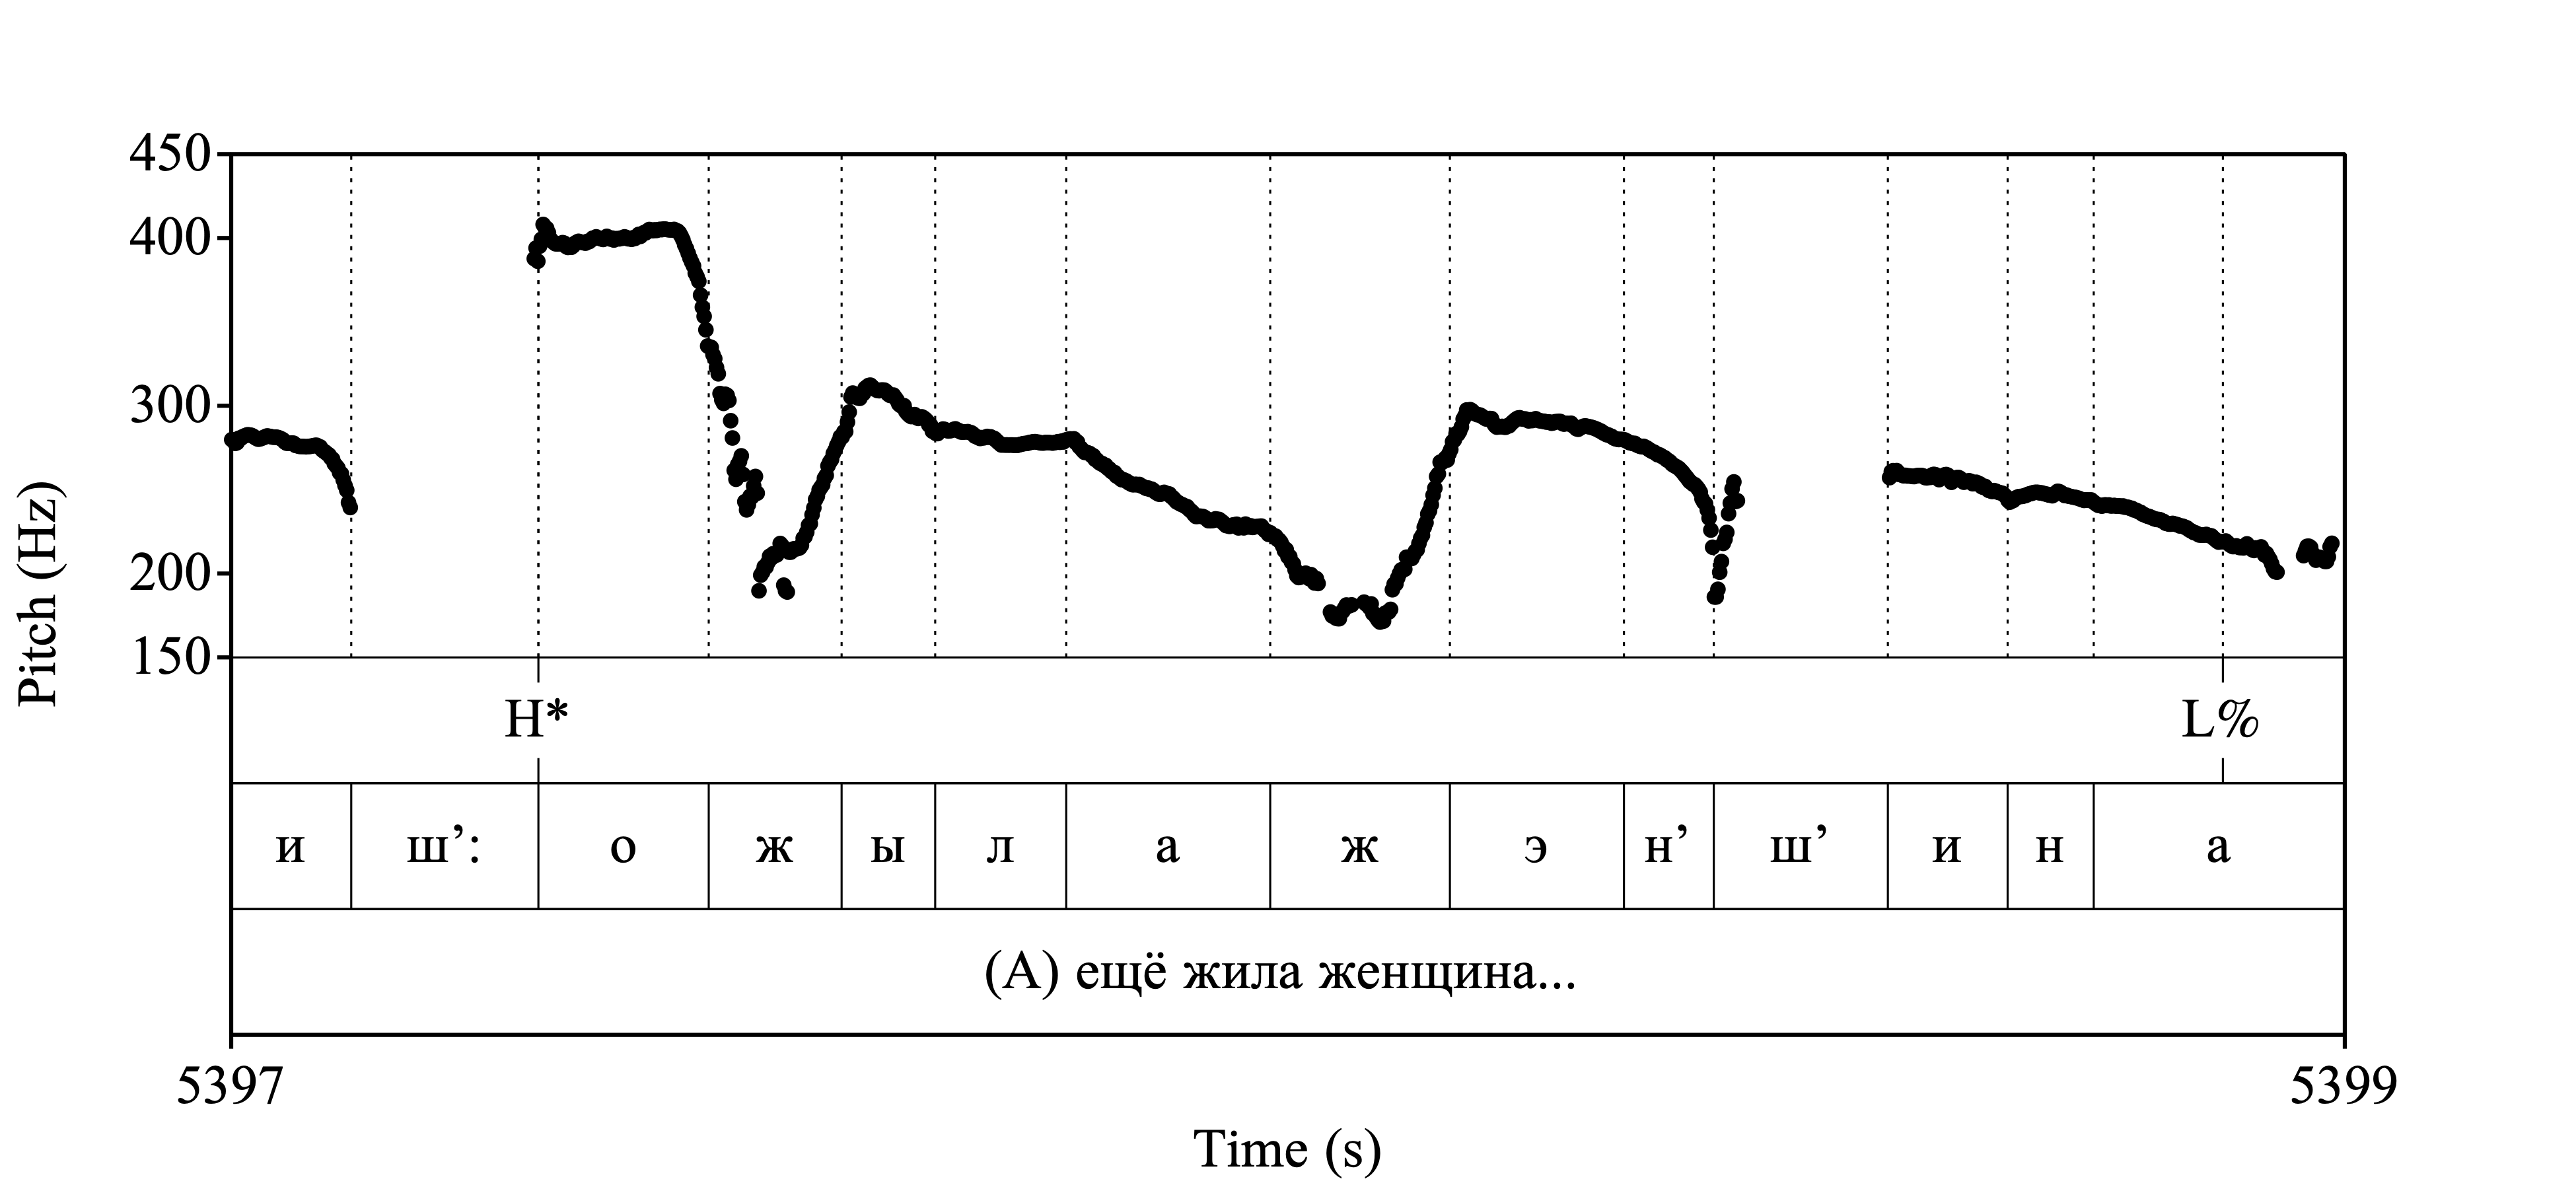 450
400
300
200
150
Pitch (Hz)
H* L%
и ш’: о ж ы л а ж э н’ ш’ и н а
(А) ещё жила женщина...
5397 5399
Time (s)